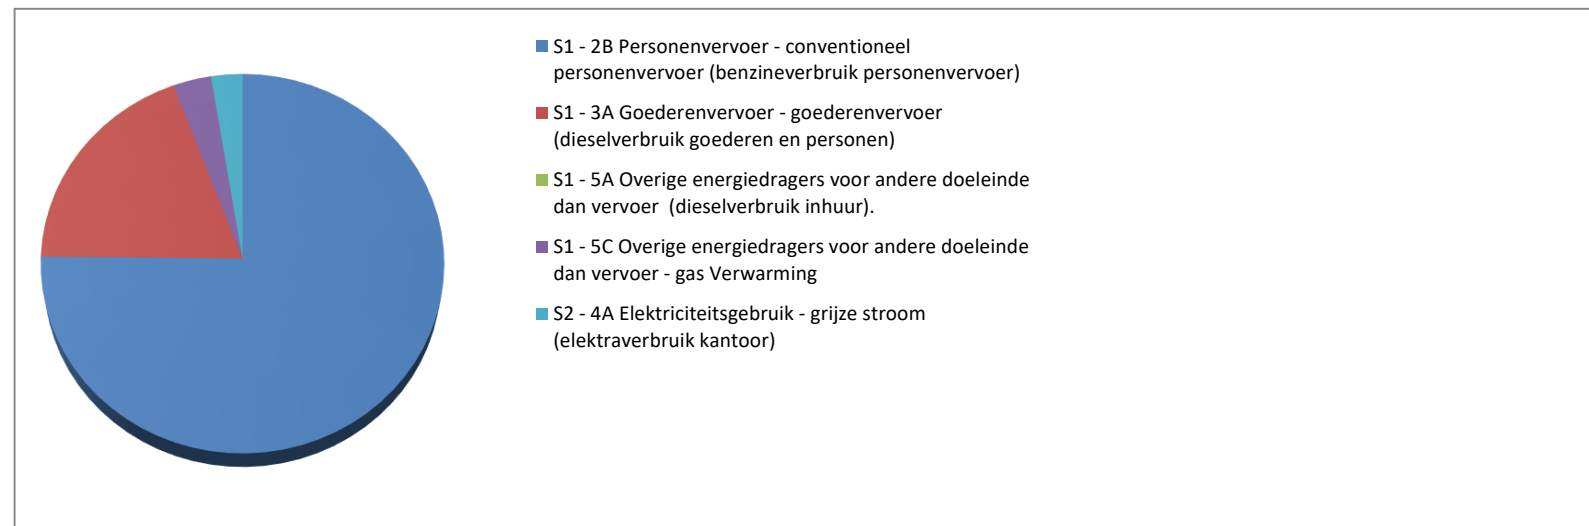 S1 - 2B Personenvervoer - conventioneel
personenvervoer (benzineverbruik personenvervoer)
S1 - 3A Goederenvervoer - goederenvervoer
(dieselverbruik goederen en personen)
S1 - 5A Overige energiedragers voor andere doeleinde
dan vervoer  (dieselverbruik inhuur).
S1 - 5C Overige energiedragers voor andere doeleinde
dan vervoer - gas Verwarming
S2 - 4A Elektriciteitsgebruik - grijze stroom
(elektraverbruik kantoor)